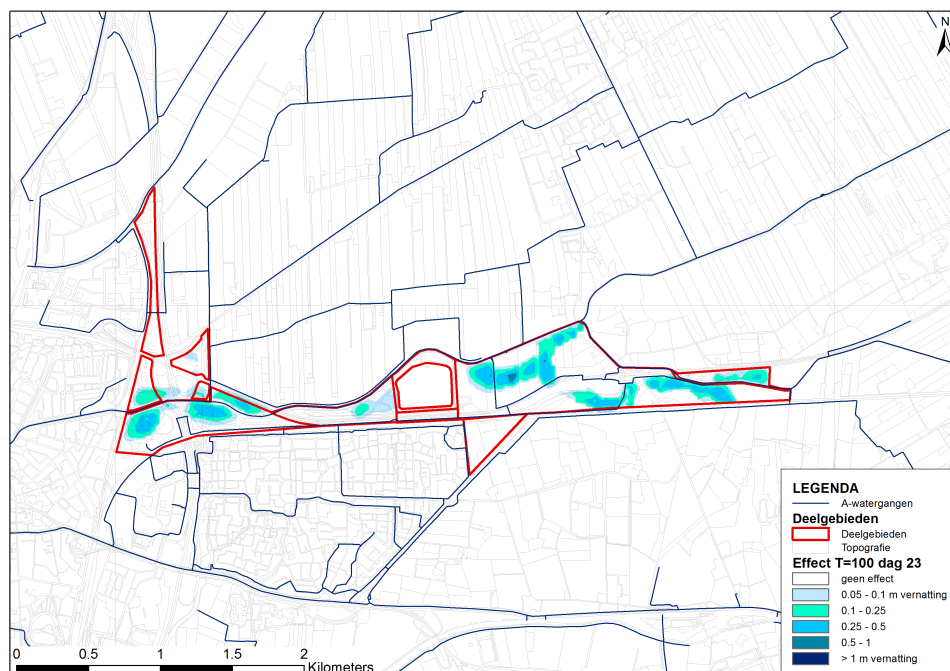 N
LEGENDA
A-watergangen
Deelgebieden
Deelgebieden
Topografie
Effect T=100 dag 23
geen effect
0.05 - 0.1 m vernatting
0.1 - 0.25
0.25 - 0.5
0.5 - 1
> 1 m vernatting
0 0.5 1 1.5 2
Kilometers